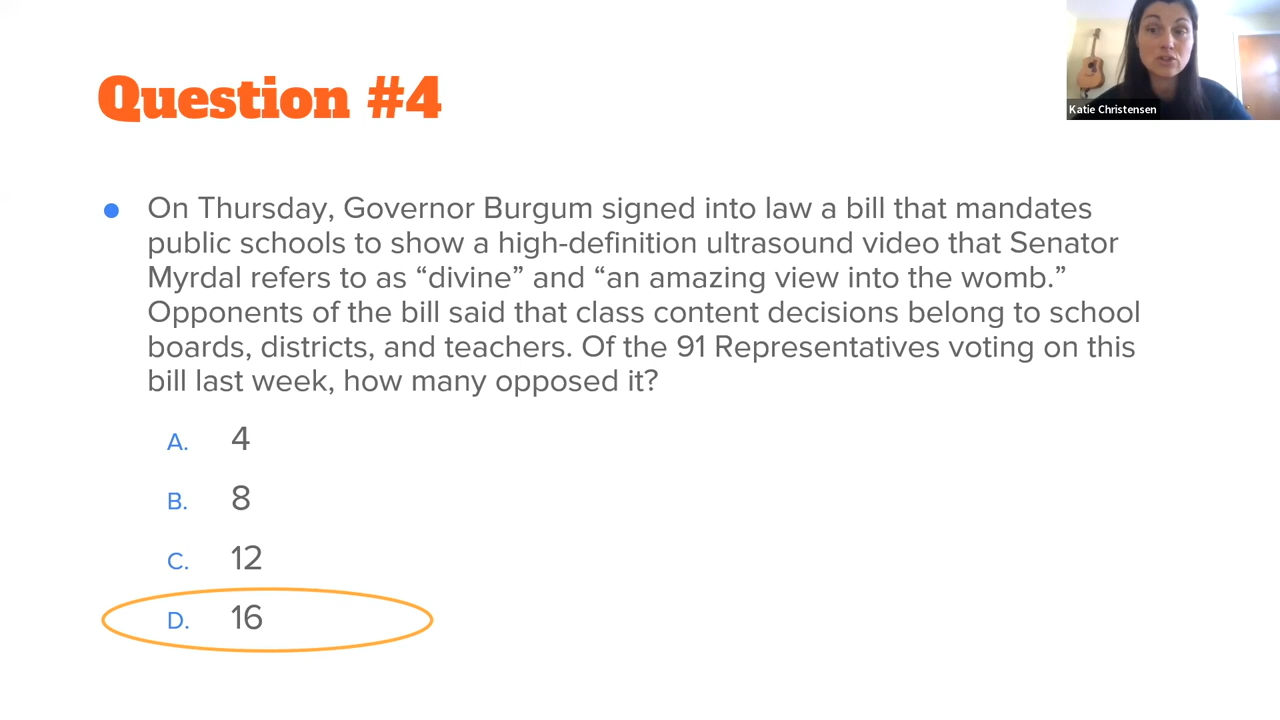 Question #4
Katie Christensen
● On Thursday, Governor Burgum signed into law a bill that mandates
public schools to show a high-definition ultrasound video that Senator
Myrdal refers to as “divine” and “an amazing view into the womb.”
Opponents of the bill said that class content decisions belong to school
boards, districts, and teachers. Of the 91 Representatives voting on this
bill last week, how many opposed it?
A. 4
B. 8
C. 12
D. 16